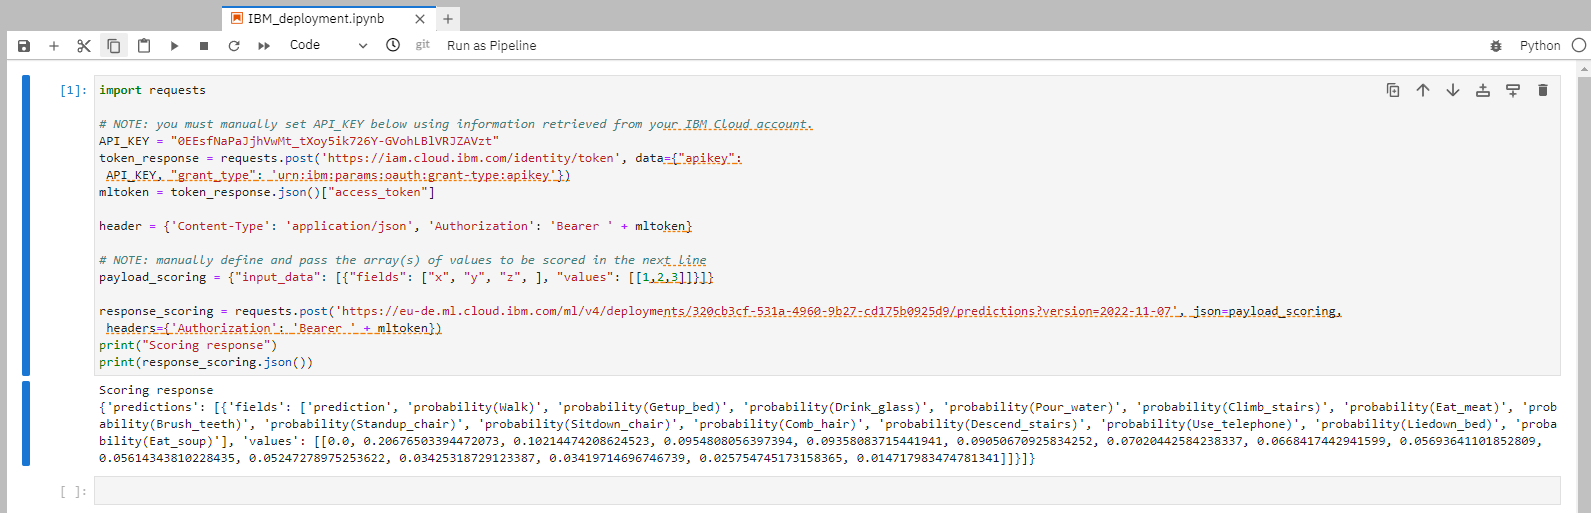 IBM_deployment.ipynb
Code
git
Run as Pipeline
Python
[1]:
import requests
# NOTE: you must manually set API_KEY below using information retrieved from your IBM Cloud account.
API_KEY = "0EEsfNaPaJjhVwMt_tXoy5ik726Y-GVohLBlVRJZAVzt"
token_response = requests.post('https://iam.cloud.ibm.com/identity/token', data={"apikey":
API_KEY, "grant_type": 'urn:ibm:params:oauth:grant-type:apikey'})
mltoken = token_response.json()["access_token"]
header = {'Content-Type': 'application/json', 'Authorization': 'Bearer ' + mltoken}
# NOTE: manually define and pass the array(s) of values to be scored in the next line
payload_scoring = {"input_data": [{"fields": ["x", "y", "z", ], "values": [[1,2,3]]}]}
response_scoring = requests.post('https://eu-de.ml.cloud.ibm.com/ml/v4/deployments/320cb3cf-531a-4960-9b27-cd175b0925d9/predictions?version=2022-11-07', json=payload_scoring,
headers={'Authorization': 'Bearer ' + mltoken})
print("Scoring response")
print(response_scoring.json())
Scoring response
{'predictions': [{'fields': ['prediction', 'probability(Walk)', 'probability(Getup_bed)', 'probability(Drink_glass)', 'probability(Pour_water)', 'probability(Climb_stairs)', 'probability(Eat_meat)', 'prob
ability(Brush_teeth)', 'probability(Standup_chair)', 'probability(Sitdown_chair)', 'probability(Comb_hair)', 'probability(Descend_stairs)', 'probability(Use_telephone)', 'probability(Liedown_bed)', 'proba
bility(Eat_soup)'], 'values': [[0.0, 0.20676503394472073, 0.10214474208624523, 0.0954808056397394, 0.09358083715441941, 0.09050670925834252, 0.07020442584238337, 0.0668417442941599, 0.05693641101852809,
0.05614343810228435, 0.05247278975253622, 0.03425318729123387, 0.03419714696746739, 0.025754745173158365, 0.014717983474781341]]}]}
[ ]: